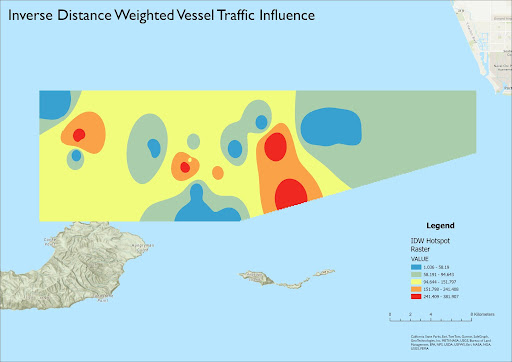 Inverse Distance Weighted Vessel Traffic Influence
Legend
IDW Hotspot
Raster
VALUE
1.036 - 58.19
58.191 - 94.643
94.644 - 151.797
151.798 - 241.408
241.409 - 381.907
0 2 4 8 Kilometers
California State Parks, Esri, TomTom, Garmin, SafeGraph,
GeoTechnologies, Inc, METI/NASA, USGS, Bureau of Land
Management, EPA, NPS, USDA, USFWS, Esri, NASA, NGA,
USGS, FEMA